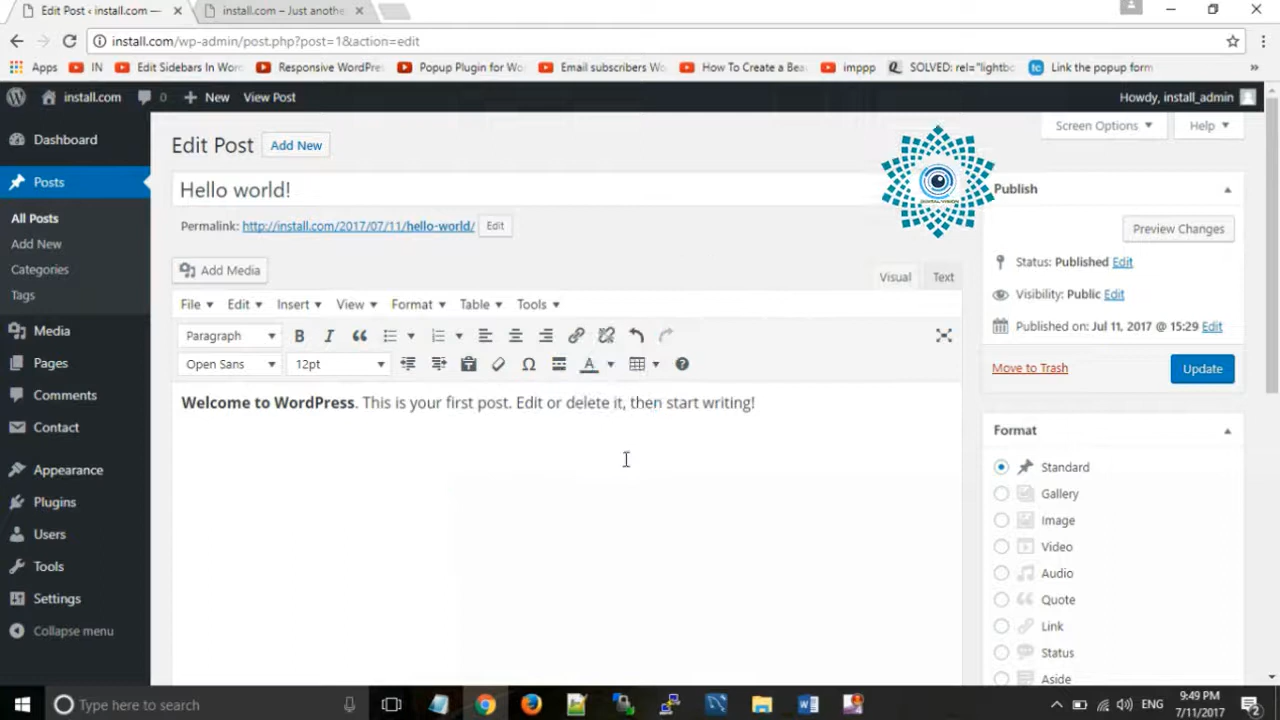 Edit Post ‹ install.com —
install.com – Just anothe
install.com/wp-admin/post.php?post=1&action=edit
Apps IN Edit Sidebars In Wor Responsive WordPre Popup Plugin for Wo Email subscribers Wo How To Create a Bea imppp SOLVED: rel="lightbo Link the popup form »
install.com 0 New View Post Howdy, install_admin
Dashboard
Posts
All Posts
Add New
Categories
Tags
Media
Pages
Comments
Contact
Appearance
Plugins
Users
Tools
Settings
Collapse menu
Screen Options Help
Edit Post Add New
Hello world!
Permalink: http://install.com/2017/07/11/hello-world/ Edit
Add Media
Visual Text
File Edit Insert View Format Table Tools
Paragraph
Open Sans 12pt
Welcome to WordPress. This is your first post. Edit or delete it, then start writing!
DIGITAL VISION
Publish
Preview Changes
Status: Published Edit
Visibility: Public Edit
Published on: Jul 11, 2017 @ 15:29 Edit
Move to Trash Update
Format
Standard
Gallery
Image
Video
Audio
Quote
Link
Status
Aside
Type here to search
ENG
9:49 PM
7/11/2017
2